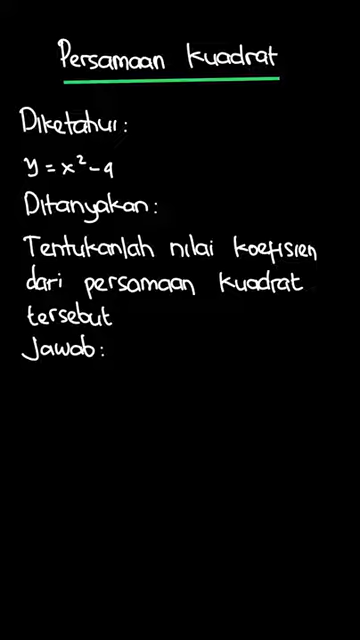 Persamaan Kuadrat
Diketahui:
y = x² - 9
Ditanyakan:
Tentukanlah nilai koefisien
dari persamaan kuadrat
tersebut
Jawab: